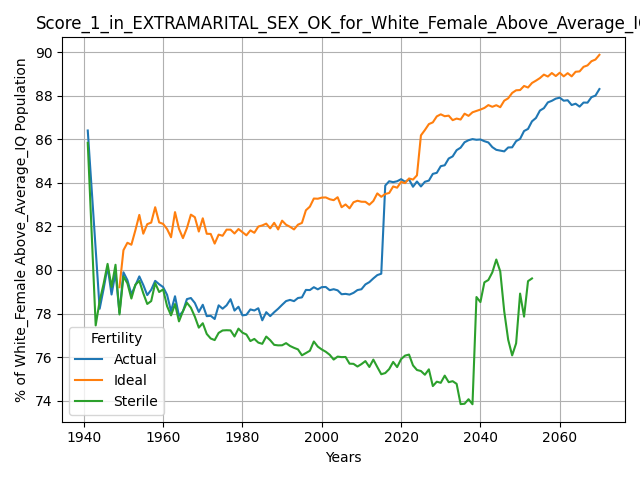 Score_1_in_EXTRAMARITAL_SEX_OK_for_White_Female_Above_Average_IQ
% of White_Female Above_Average_IQ Population
90
88
86
84
82
80
78
76
74
Fertility
Actual
Ideal
Sterile
1940 1960 1980 2000 2020 2040 2060
Years